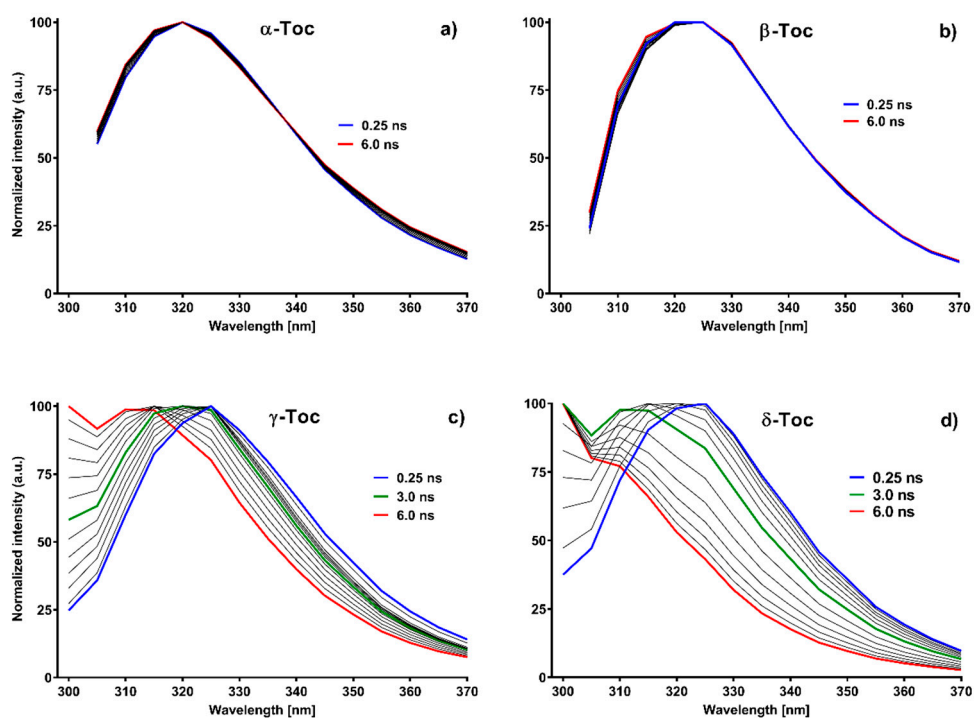 α-Toc a)
Normalized intensity (a.u.)
100
75
50
25
0
0.25 ns
6.0 ns
300 310 320 330 340 350 360 370
Wavelength [nm]
β-Toc b)
100
75
50
25
0
0.25 ns
6.0 ns
300 310 320 330 340 350 360 370
Wavelength [nm]
γ-Toc c)
Normalized intensity (a.u.)
100
75
50
25
0
0.25 ns
3.0 ns
6.0 ns
300 310 320 330 340 350 360 370
Wavelength [nm]
δ-Toc d)
100
75
50
25
0
0.25 ns
3.0 ns
6.0 ns
300 310 320 330 340 350 360 370
Wavelength [nm]